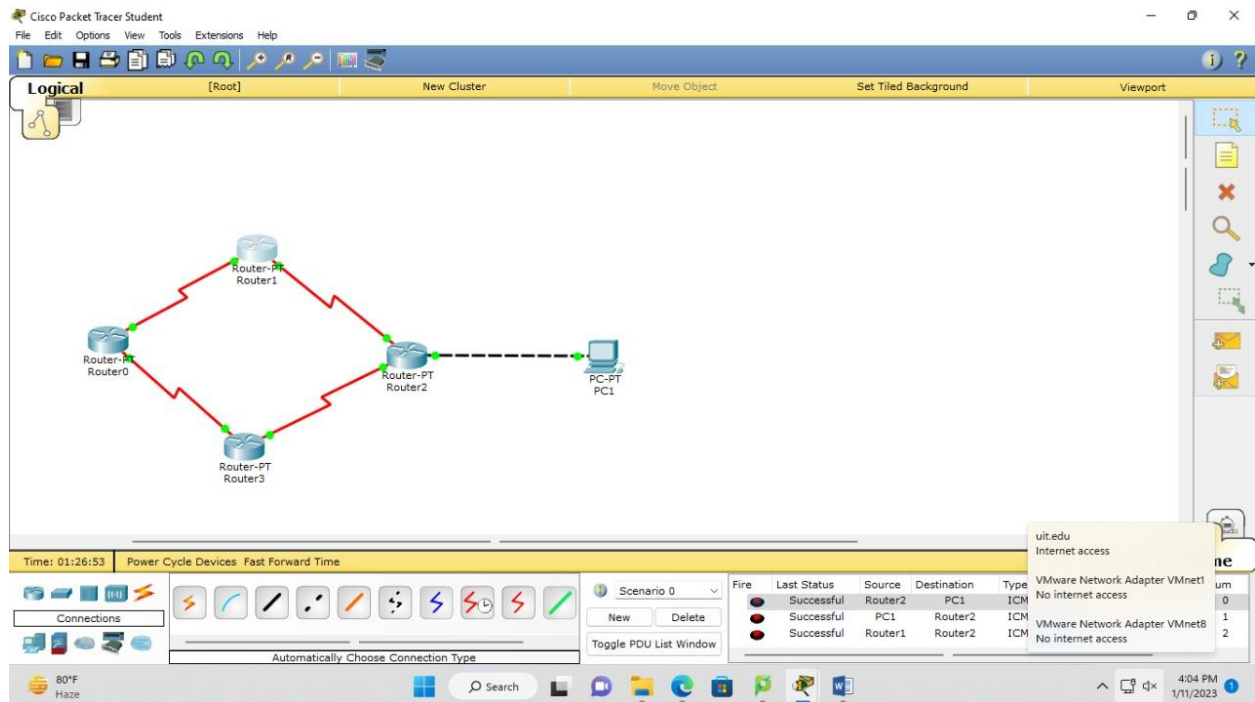 Cisco Packet Tracer Student
File Edit Options View Tools Extensions Help
Logical [Root] New Cluster Move Object Set Tiled Background Viewport
Router-PT
Router1
Router-PT
Router0
Router-PT
Router2
PC-PT
PC1
Router-PT
Router3
Time: 01:26:53 Power Cycle Devices Fast Forward Time
Connections
Automatically Choose Connection Type
Scenario 0
New Delete
Toggle PDU List Window
Fire Last Status Source Destination Type
Successful Router2 PC1 ICM 0
Successful PC1 Router2 ICM 1
Successful Router1 Router2 ICM 2
uit.edu
Internet access
VMware Network Adapter VMnet1
No internet access
VMware Network Adapter VMnet8
No internet access
80°F
Haze
Search
4:04 PM
1/11/2023
1